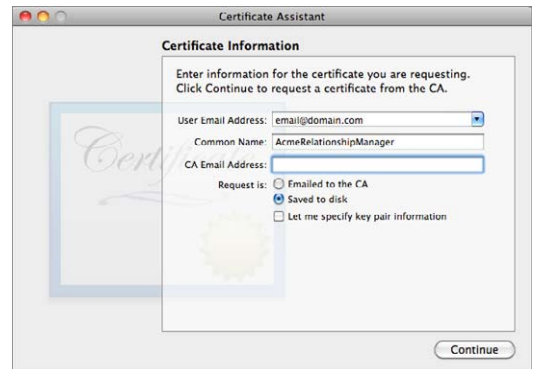 Certificate Assistant
Certificate Information
Enter information for the certificate you are requesting.
Click Continue to request a certificate from the CA.
User Email Address: email@domain.com
Common Name: AcmeRelationshipManager
CA Email Address:
Request is: Emailed to the CA
Saved to disk
Let me specify key pair information
Certificate
Continue